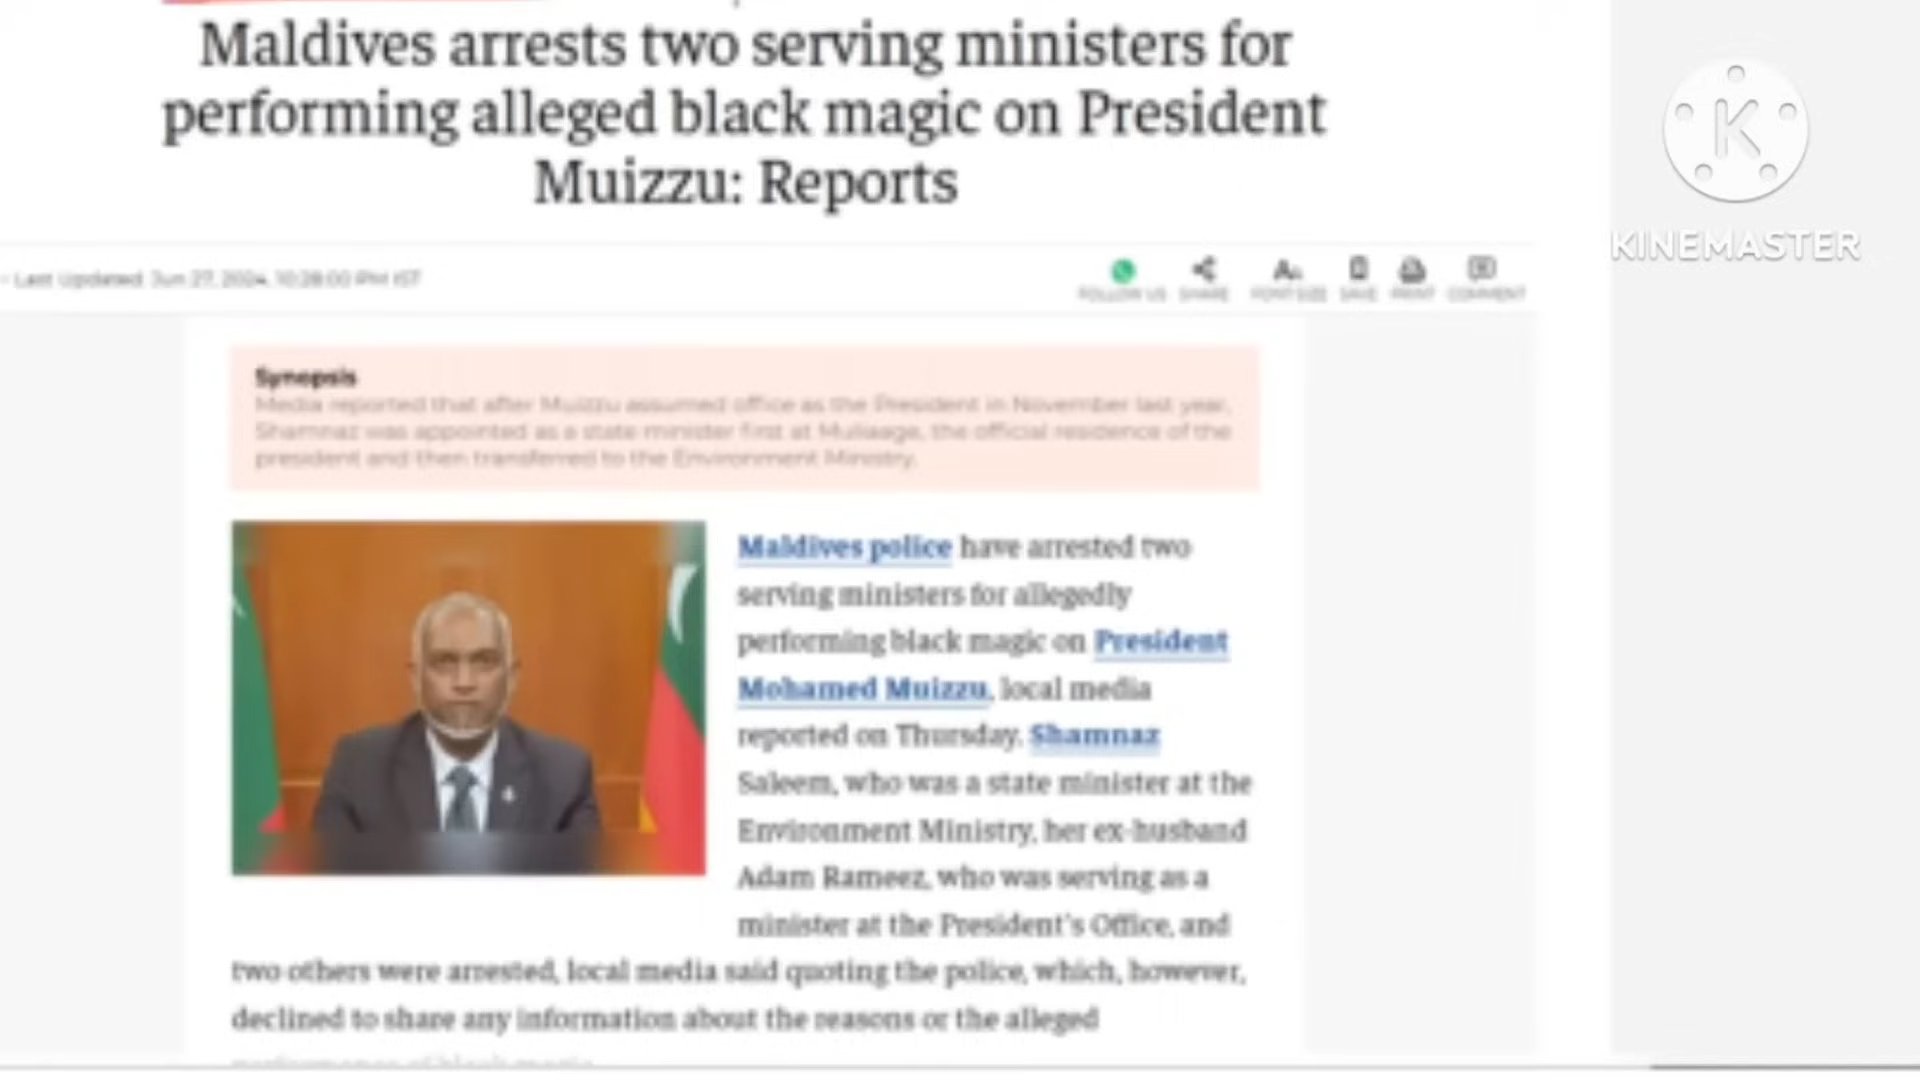 Maldives arrests two serving ministers for
performing alleged black magic on President
Muizzu: Reports
KINEMASTER
Last Updated: Jun 27, 2024, 10:28:00 PM IST
FOLLOW US SHARE FONT SIZE SAVE PRINT COMMENT
Synopsis
Media reported that after Muizzu assumed office as the President in November last year,
Shamnaz was appointed as a state minister first at Muliaage, the official residence of the
president and then transferred to the Environment Ministry.
Maldives police have arrested two
serving ministers for allegedly
performing black magic on President
Mohamed Muizzu, local media
reported on Thursday. Shamnaz
Saleem, who was a state minister at the
Environment Ministry, her ex-husband
Adam Rameez, who was serving as a
minister at the President's Office, and
two others were arrested, local media said quoting the police, which, however,
declined to share any information about the reasons or the alleged